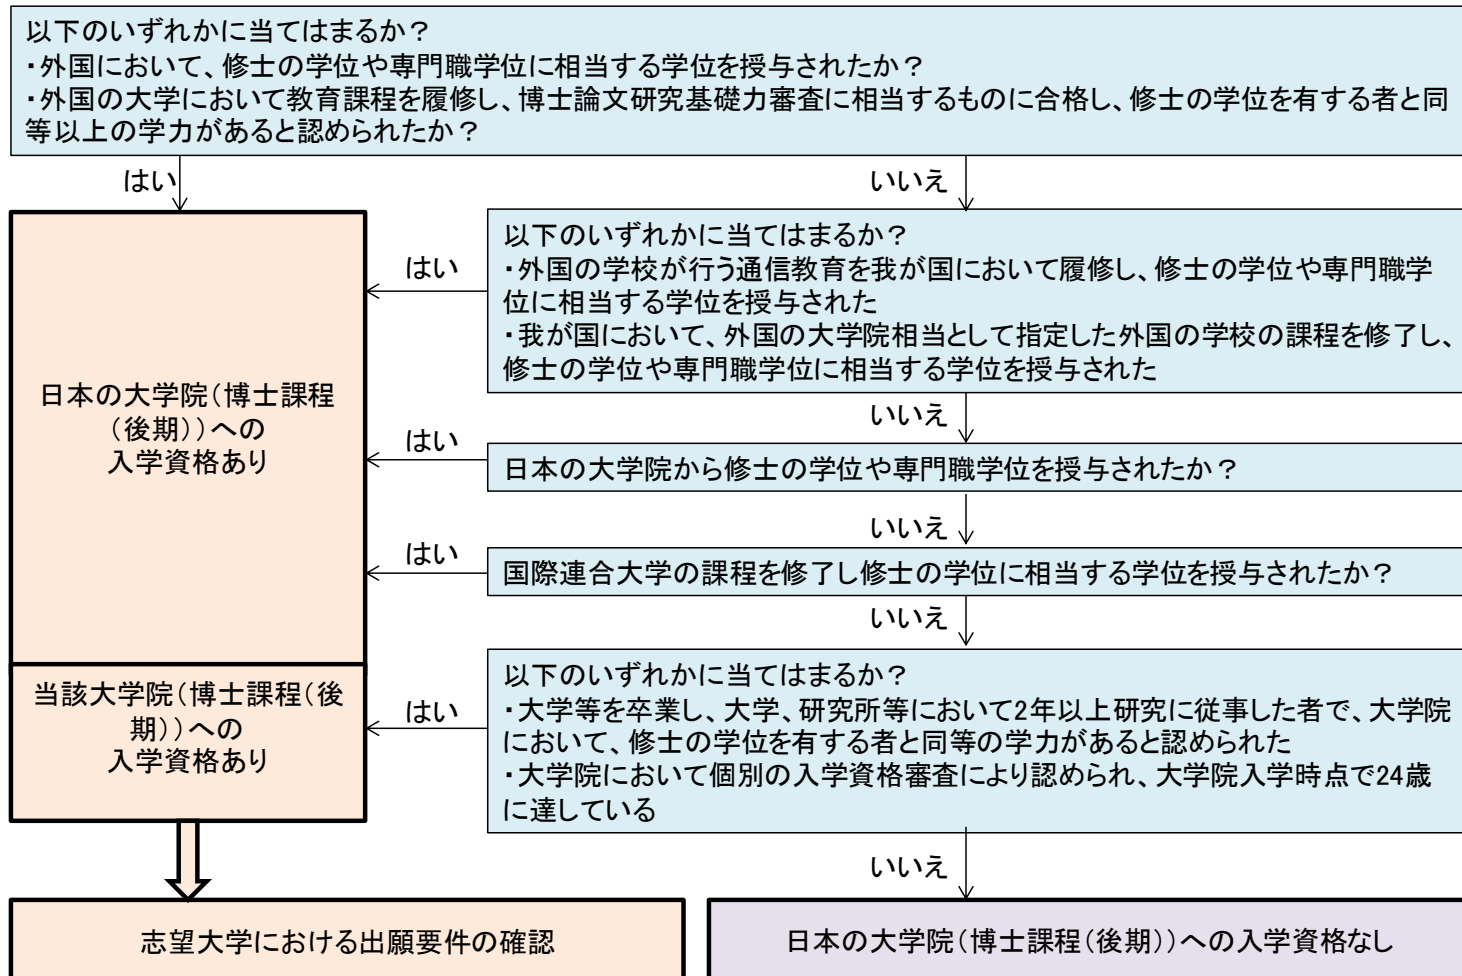 以下のいずれかに当てはまるか？
・外国において、修士の学位や専門職学位に相当する学位を授与されたか？
・外国の大学において教育課程を履修し、博士論文研究基礎力審査に相当するものに合格し、修士の学位を有する者と同
等以上の学力があると認められたか？
はい
いいえ
以下のいずれかに当てはまるか？
・外国の学校が行う通信教育を我が国において履修し、修士の学位や専門職学
位に相当する学位を授与された
・我が国において、外国の大学院相当として指定した外国の学校の課程を修了し、
修士の学位や専門職学位に相当する学位を授与された
はい
日本の大学院（博士課程
（後期））への
入学資格あり
いいえ
はい
日本の大学院から修士の学位や専門職学位を授与されたか？
いいえ
はい
国際連合大学の課程を修了し修士の学位に相当する学位を授与されたか？
いいえ
以下のいずれかに当てはまるか？
・大学等を卒業し、大学、研究所等において2年以上研究に従事した者で、大学院
において、修士の学位を有する者と同等の学力があると認められた
・大学院において個別の入学資格審査により認められ、大学院入学時点で24歳
に達している
はい
当該大学院（博士課程（後
期））への
入学資格あり
いいえ
志望大学における出願要件の確認
日本の大学院（博士課程（後期））への入学資格なし